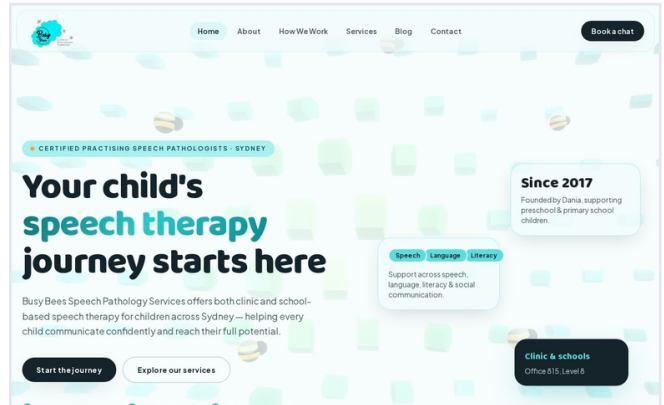 Busy
Bees
Home About How We Work Services Blog Contact Book a chat
CERTIFIED PRACTISING SPEECH PATHOLOGISTS · SYDNEY
Your child's
speech therapy
journey starts here
Busy Bees Speech Pathology Services offers both clinic and school-
based speech therapy for children across Sydney — helping every
child communicate confidently and reach their full potential.
Start the journey Explore our services
Since 2017
Founded by Dania, supporting
preschool & primary school
children.
Speech Language Literacy
Support across speech,
language, literacy & social
communication.
Clinic & schools
Office 815, Level 8